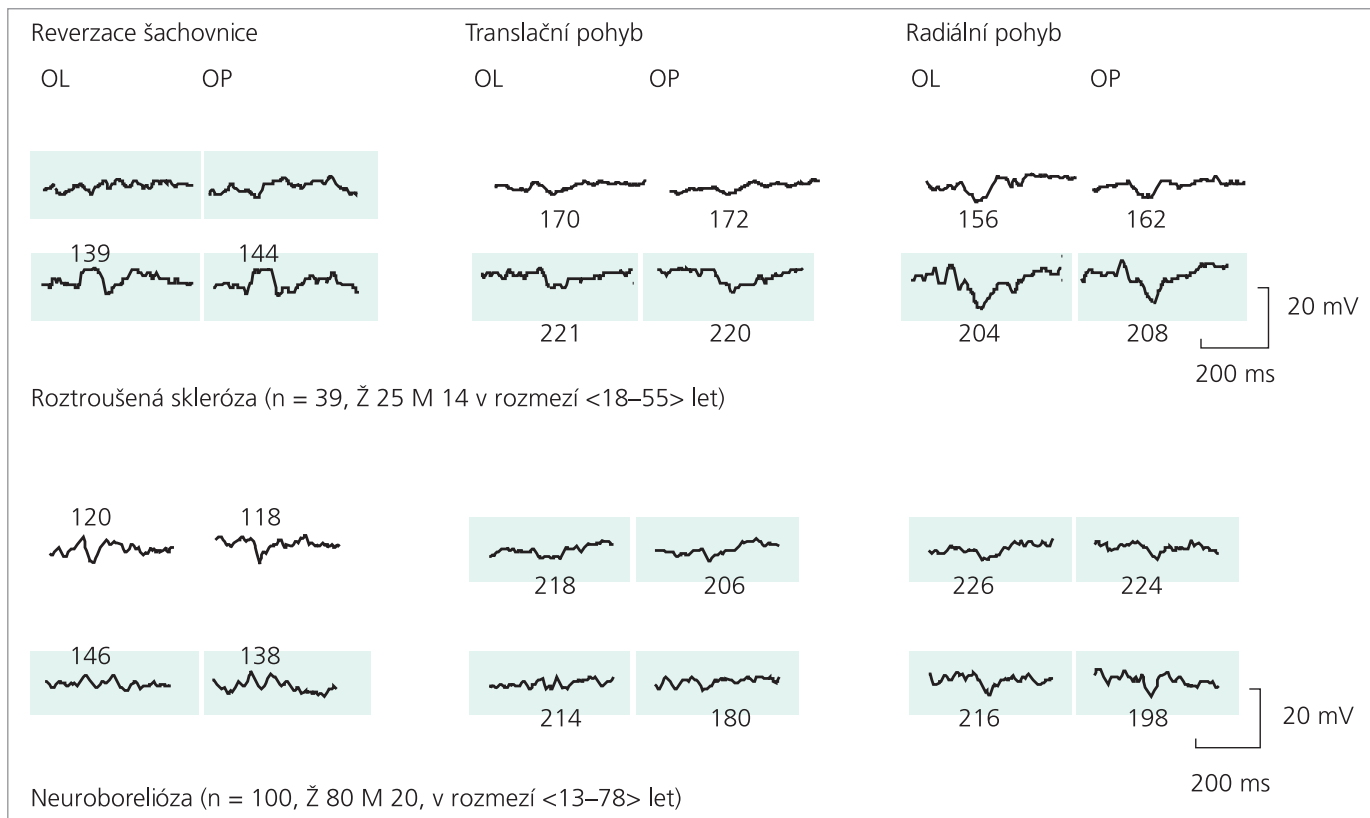 Reverzace šachovnice Translační pohyb Radiální pohyb
OL OP OL OP OL OP
170 172 156 162
139 144
221 220 204 208
20 mV
200 ms
Roztroušená skleróza (n = 39, Ž 25 M 14 v rozmezí <18–55> let)
120 118
218 206 226 224
146 138
214 180 216 198
20 mV
200 ms
Neuroborelióza (n = 100, Ž 80 M 20, v rozmezí <13–78> let)